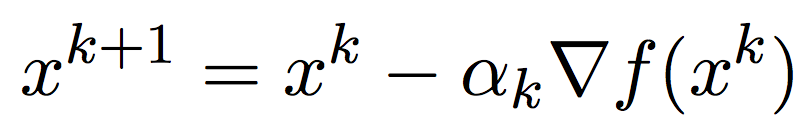 x^{k+1} = x^k - α_k ∇f(x^k)